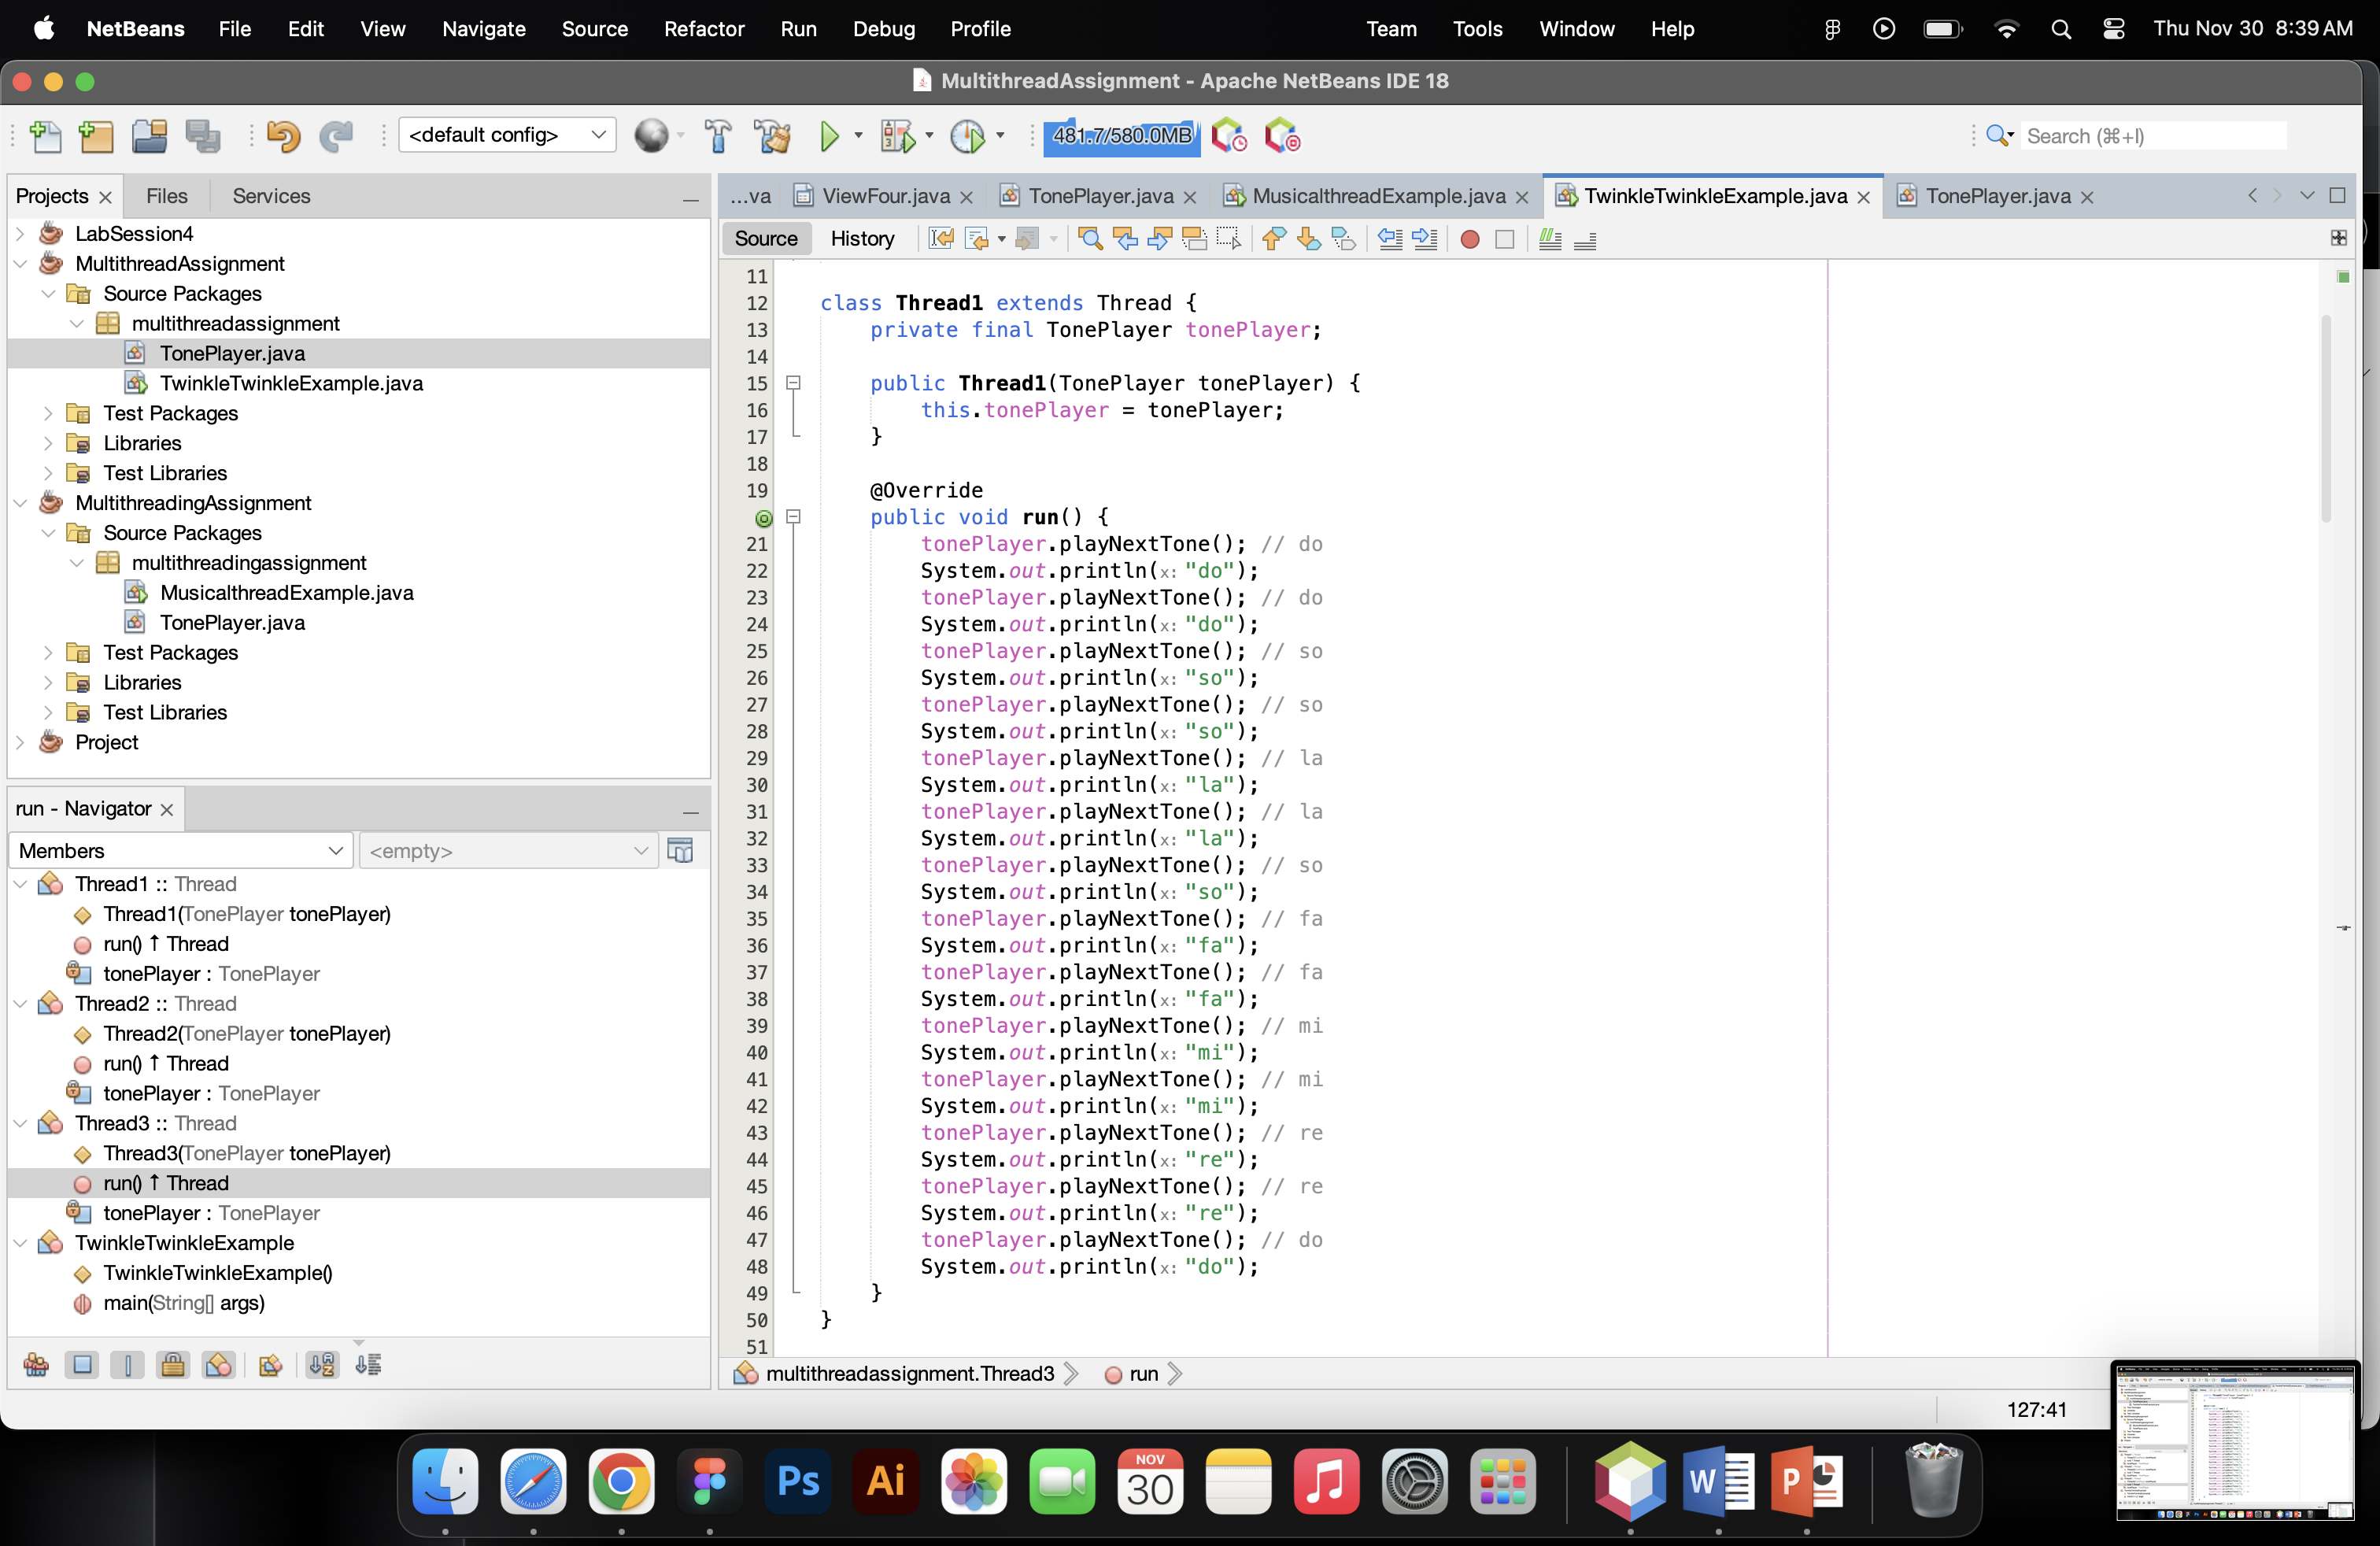 NetBeans File Edit View Navigate Source Refactor Run Debug Profile Team Tools Window Help Thu Nov 30 8:39 AM
MultithreadAssignment - Apache NetBeans IDE 18
<default config> 481.7/580.0MB Search (⌘+I)
Projects Files Services
LabSession4
MultithreadAssignment
Source Packages
multithreadassignment
TonePlayer.java
TwinkleTwinkleExample.java
Test Packages
Libraries
Test Libraries
MultithreadingAssignment
Source Packages
multithreadingassignment
MusicalthreadExample.java
TonePlayer.java
Test Packages
Libraries
Test Libraries
Project
run - Navigator
Members <empty>
Thread1 :: Thread
Thread1(TonePlayer tonePlayer)
run() ↑ Thread
tonePlayer : TonePlayer
Thread2 :: Thread
Thread2(TonePlayer tonePlayer)
run() ↑ Thread
tonePlayer : TonePlayer
Thread3 :: Thread
Thread3(TonePlayer tonePlayer)
run() ↑ Thread
tonePlayer : TonePlayer
TwinkleTwinkleExample
TwinkleTwinkleExample()
main(String[] args)
...va ViewFour.java TonePlayer.java MusicalthreadExample.java TwinkleTwinkleExample.java TonePlayer.java
Source History
11
12 class Thread1 extends Thread {
13 private final TonePlayer tonePlayer;
14
15 public Thread1(TonePlayer tonePlayer) {
16 this.tonePlayer = tonePlayer;
17 }
18
19 @Override
public void run() {
21 tonePlayer.playNextTone(); // do
22 System.out.println(x: "do");
23 tonePlayer.playNextTone(); // do
24 System.out.println(x: "do");
25 tonePlayer.playNextTone(); // so
26 System.out.println(x: "so");
27 tonePlayer.playNextTone(); // so
28 System.out.println(x: "so");
29 tonePlayer.playNextTone(); // la
30 System.out.println(x: "la");
31 tonePlayer.playNextTone(); // la
32 System.out.println(x: "la");
33 tonePlayer.playNextTone(); // so
34 System.out.println(x: "so");
35 tonePlayer.playNextTone(); // fa
36 System.out.println(x: "fa");
37 tonePlayer.playNextTone(); // fa
38 System.out.println(x: "fa");
39 tonePlayer.playNextTone(); // mi
40 System.out.println(x: "mi");
41 tonePlayer.playNextTone(); // mi
42 System.out.println(x: "mi");
43 tonePlayer.playNextTone(); // re
44 System.out.println(x: "re");
45 tonePlayer.playNextTone(); // re
46 System.out.println(x: "re");
47 tonePlayer.playNextTone(); // do
48 System.out.println(x: "do");
49 }
50 }
51
multithreadassignment.Thread3 run
127:41
Ps Ai NOV 30 W P